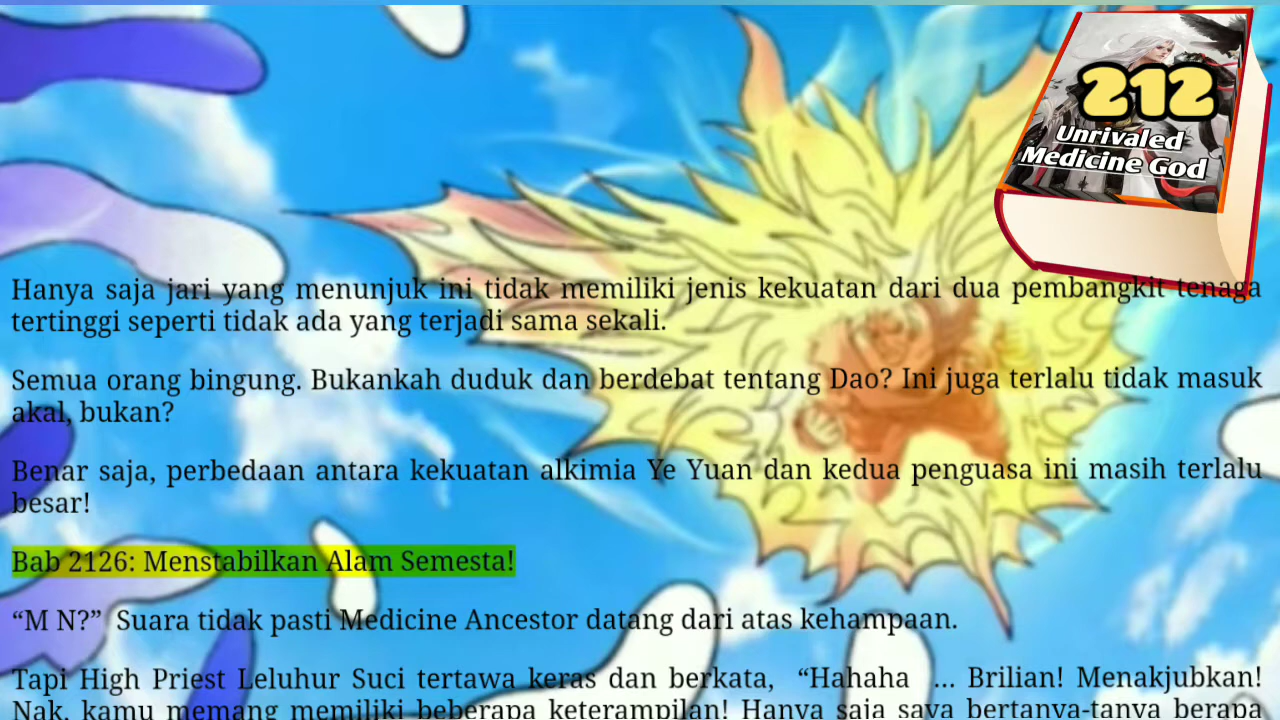 212
Unrivaled
Medicine God
Hanya saja jari yang menunjuk ini tidak memiliki jenis kekuatan dari dua pembangkit tenaga
tertinggi seperti tidak ada yang terjadi sama sekali.
Semua orang bingung. Bukankah duduk dan berdebat tentang Dao? Ini juga terlalu tidak masuk
akal, bukan?
Benar saja, perbedaan antara kekuatan alkimia Ye Yuan dan kedua penguasa ini masih terlalu
besar!
Bab 2126: Menstabilkan Alam Semesta!
“M N?” Suara tidak pasti Medicine Ancestor datang dari atas kehampaan.
Tapi High Priest Leluhur Suci tertawa keras dan berkata, “Hahaha … Brilian! Menakjubkan!
Nak, kamu memang memiliki beberapa keterampilan! Hanya saja saya bertanya-tanya berapa